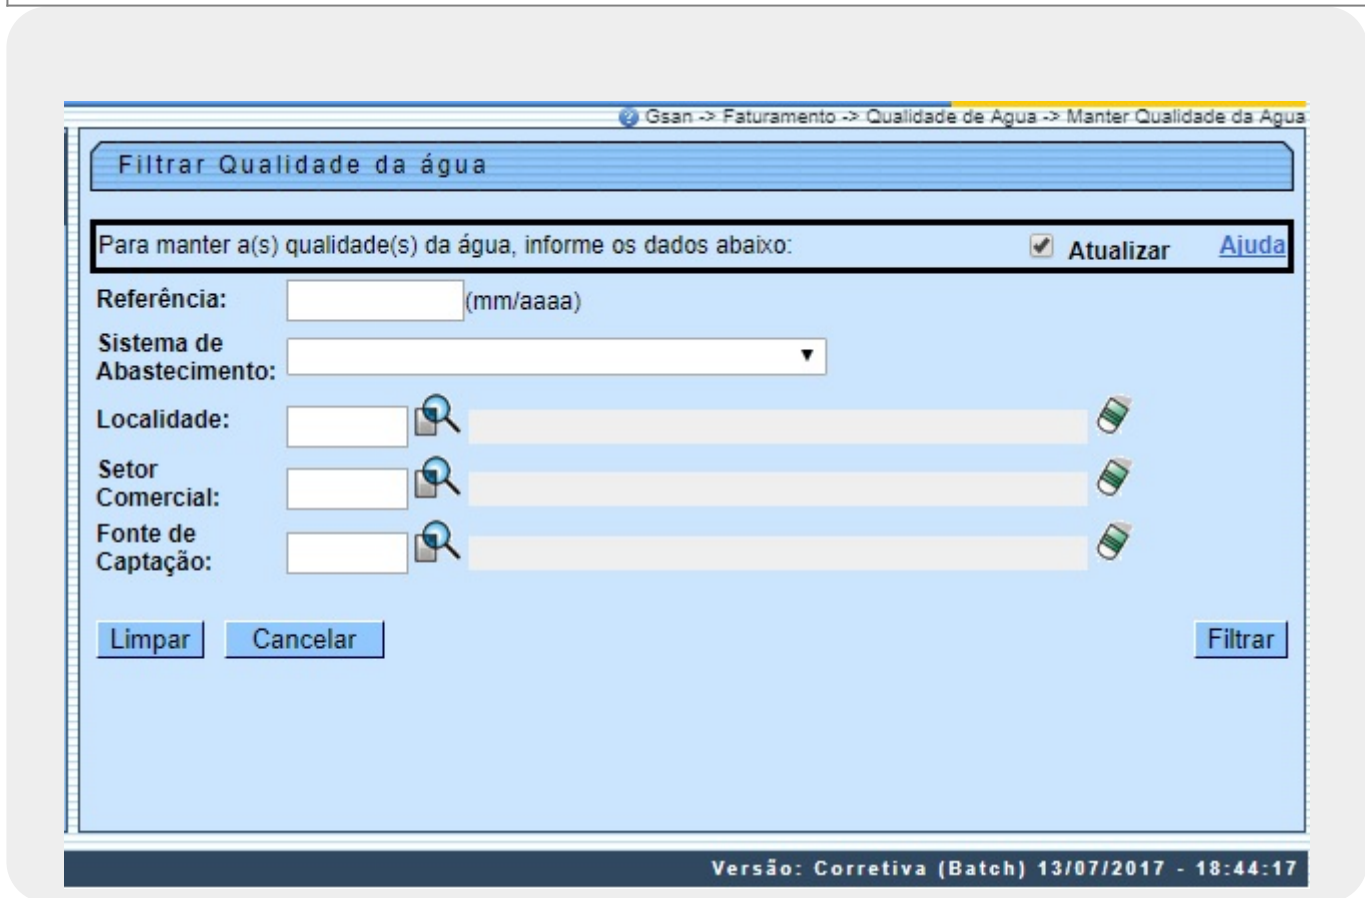 Gsan -> Faturamento -> Qualidade de Agua -> Manter Qualidade da Agua
Filtrar Qualidade da água
Para manter a(s) qualidade(s) da água, informe os dados abaixo: Atualizar Ajuda
Referência: (mm/aaaa)
Sistema de
Abastecimento:
Localidade:
Setor
Comercial:
Fonte de
Captação:
Limpar Cancelar Filtrar
Versão: Corretiva (Batch) 13/07/2017 - 18:44:17